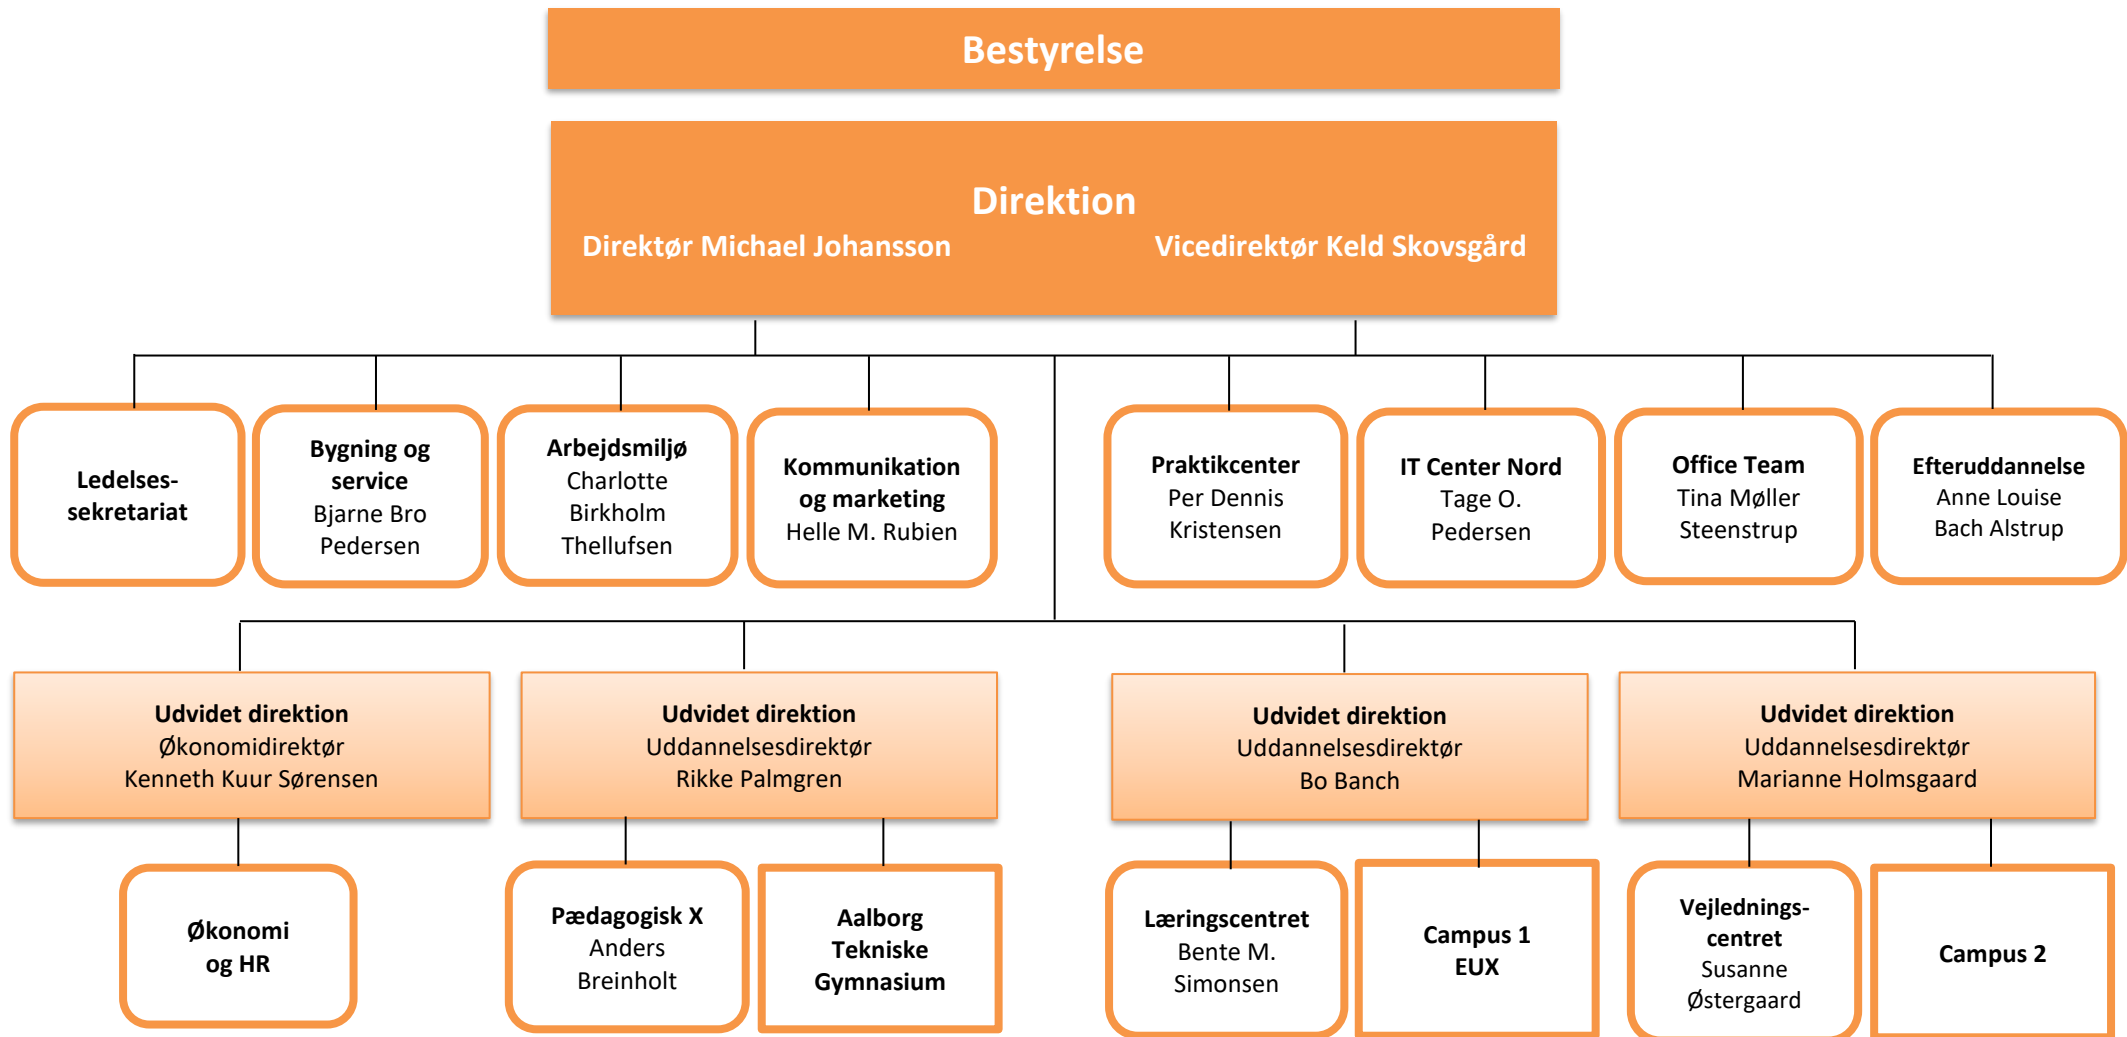 Bestyrelse
Direktion
Direktør Michael Johansson
Vicedirektør Keld Skovsgård
Ledelses-
sekretariat
Bygning og
service
Bjarne Bro
Pedersen
Arbejdsmiljø
Charlotte
Birkholm
Thellufsen
Kommunikation
og marketing
Helle M. Rubien
Praktikcenter
Per Dennis
Kristensen
IT Center Nord
Tage O.
Pedersen
Office Team
Tina Møller
Steenstrup
Efteruddannelse
Anne Louise
Bach Alstrup
Udvidet direktion
Økonomidirektør
Kenneth Kuur Sørensen
Udvidet direktion
Uddannelsesdirektør
Rikke Palmgren
Udvidet direktion
Uddannelsesdirektør
Bo Banch
Udvidet direktion
Uddannelsesdirektør
Marianne Holmsgaard
Økonomi
og HR
Pædagogisk X
Anders
Breinholt
Aalborg
Tekniske
Gymnasium
Læringscentret
Bente M.
Simonsen
Campus 1
EUX
Vejlednings-
centret
Susanne
Østergaard
Campus 2